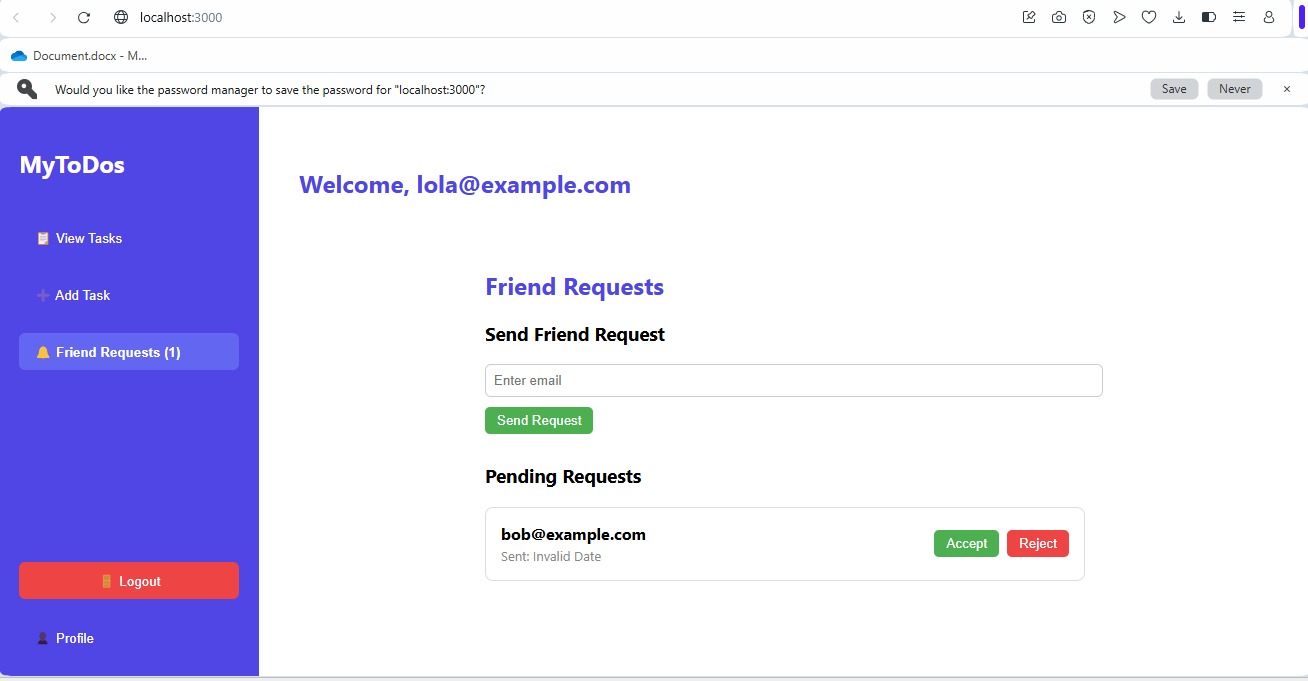 localhost:3000
Document.docx - M...
Would you like the password manager to save the password for "localhost:3000"?
Save
Never
MyToDos
View Tasks
Add Task
Friend Requests (1)
Logout
Profile
Welcome, lola@example.com
Friend Requests
Send Friend Request
Enter email
Send Request
Pending Requests
bob@example.com
Sent: Invalid Date
Accept
Reject